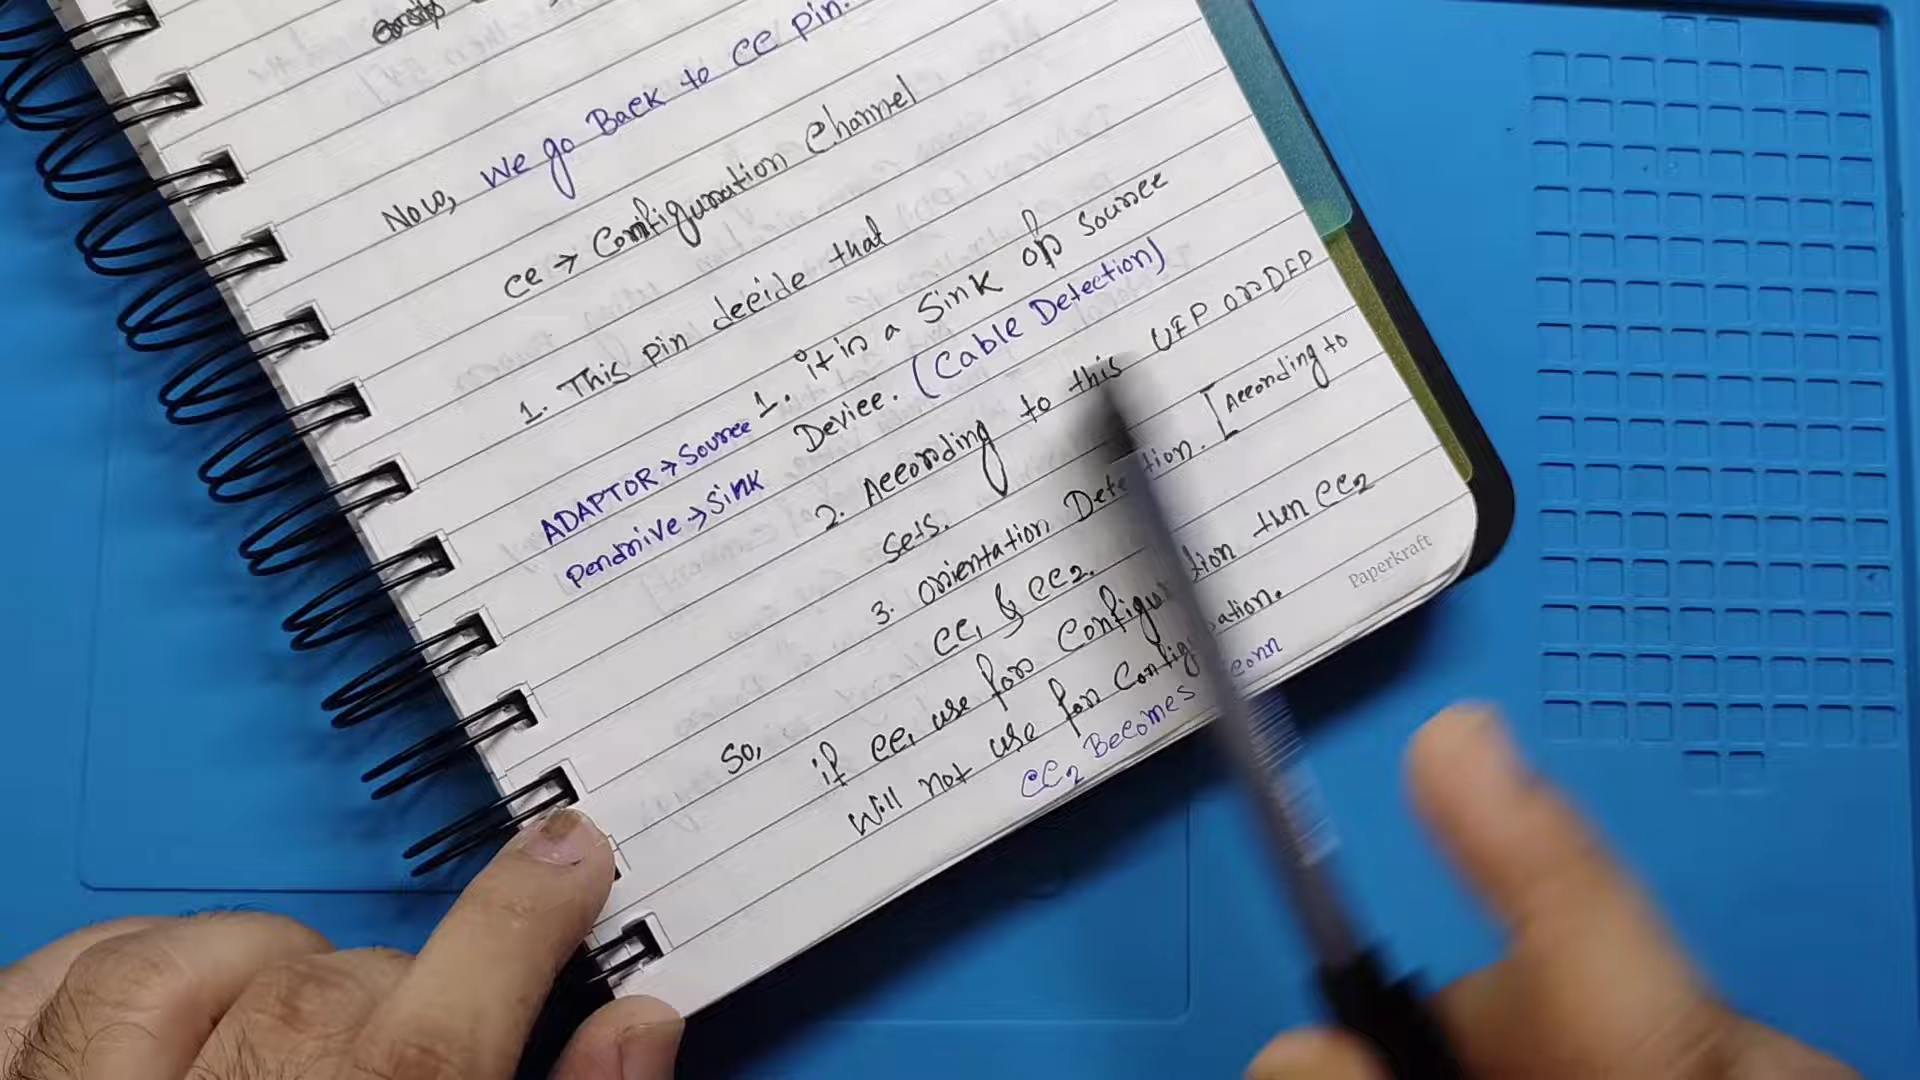 Now, we go Back to CC pin.
CC → Configuration Channel
1. This pin decide that
1. it is a Sink or Source
Device. (Cable Detection)
ADAPTOR → Source
Pendrive → Sink
2. According to this UFP or DFP
sets.
3. orientation Detection. [According to
CC1 & CC2.
So,
if CC1 use for Configuration then CC2
will not use for Configuration.
CC2 Becomes
Paperkraft